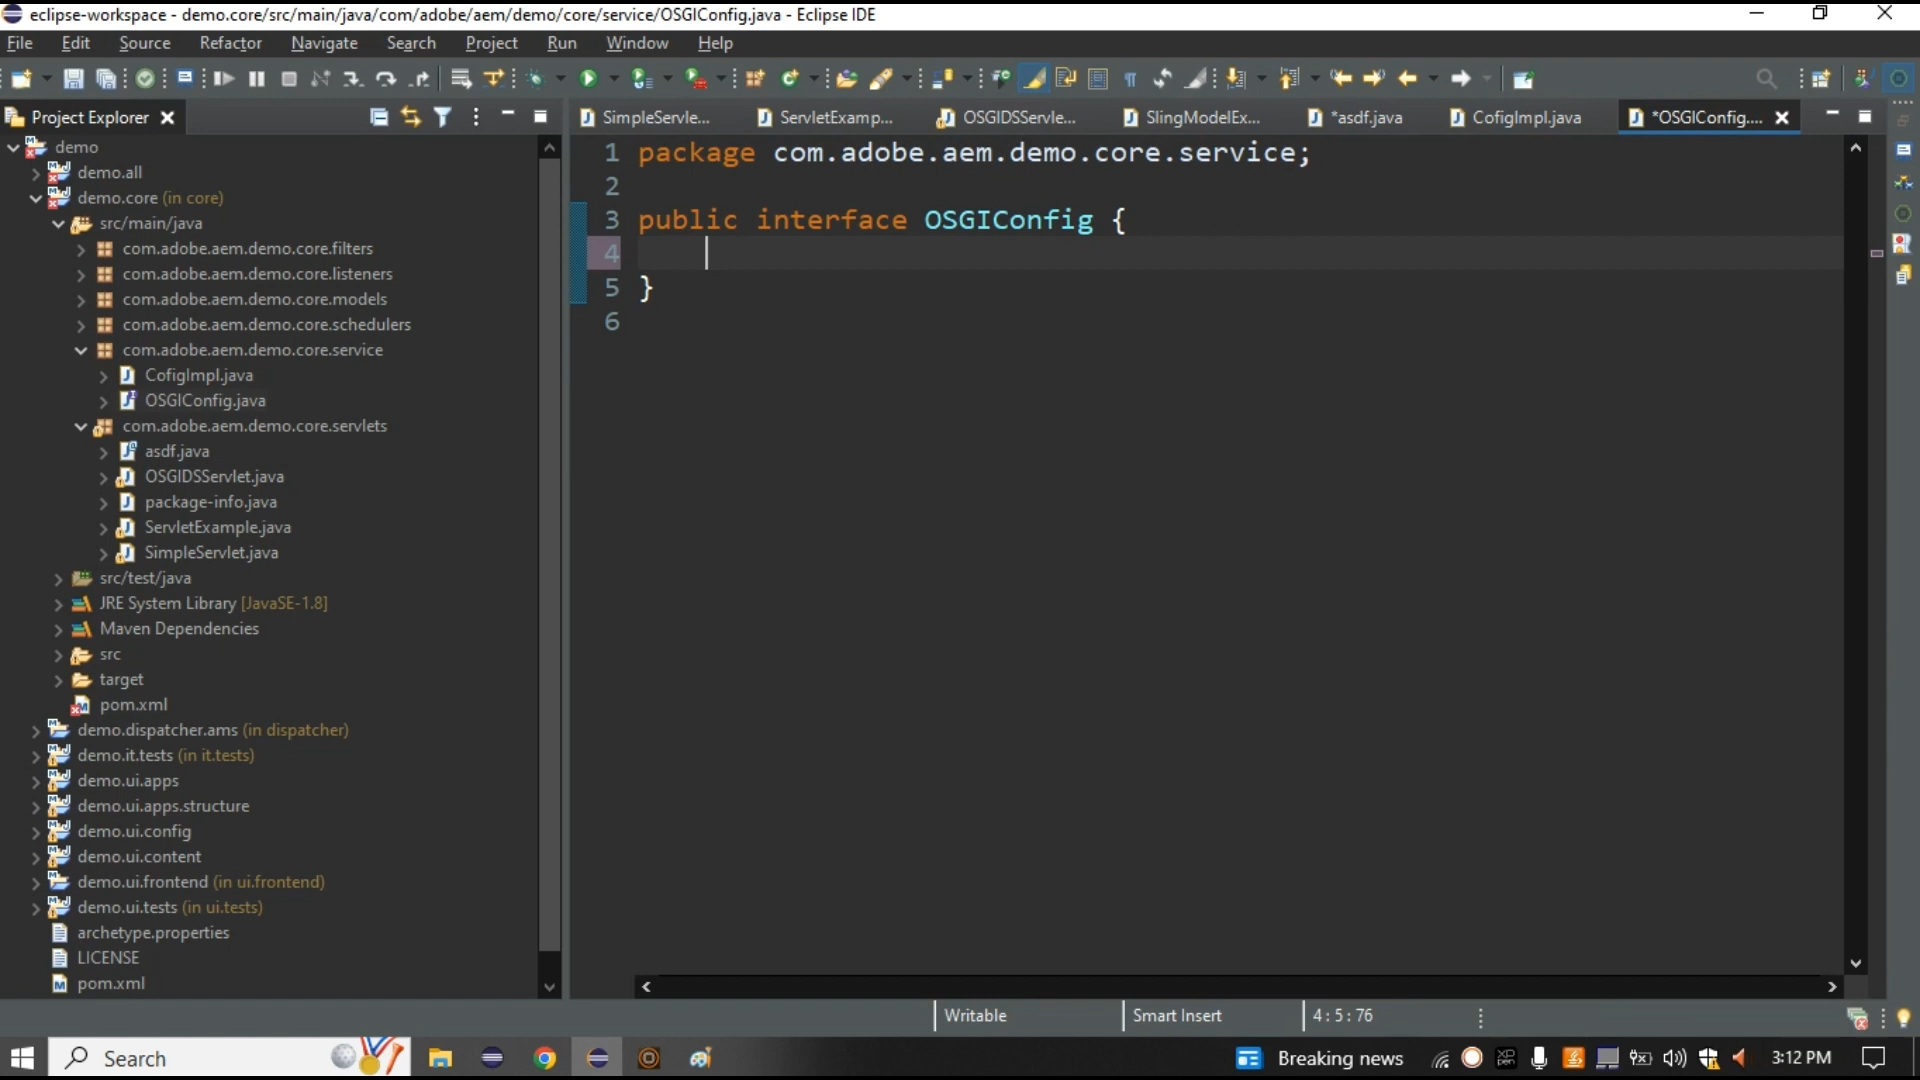 eclipse-workspace - demo.core/src/main/java/com/adobe/aem/demo/core/service/OSGIConfig.java - Eclipse IDE
File Edit Source Refactor Navigate Search Project Run Window Help
Project Explorer
SimpleServle... ServletExamp... OSGIDSServle... SlingModelEx... *asdf.java CofigImpl.java *OSGIConfig....
demo
demo.all
demo.core (in core)
src/main/java
com.adobe.aem.demo.core.filters
com.adobe.aem.demo.core.listeners
com.adobe.aem.demo.core.models
com.adobe.aem.demo.core.schedulers
com.adobe.aem.demo.core.service
CofigImpl.java
OSGIConfig.java
com.adobe.aem.demo.core.servlets
asdf.java
OSGIDSServlet.java
package-info.java
ServletExample.java
SimpleServlet.java
src/test/java
JRE System Library [JavaSE-1.8]
Maven Dependencies
src
target
pom.xml
demo.dispatcher.ams (in dispatcher)
demo.it.tests (in it.tests)
demo.ui.apps
demo.ui.apps.structure
demo.ui.config
demo.ui.content
demo.ui.frontend (in ui.frontend)
demo.ui.tests (in ui.tests)
archetype.properties
LICENSE
pom.xml
1 package com.adobe.aem.demo.core.service;
2
3 public interface OSGIConfig {
4
5 }
6
Writable Smart Insert 4 : 5 : 76
Search Breaking news 3:12 PM